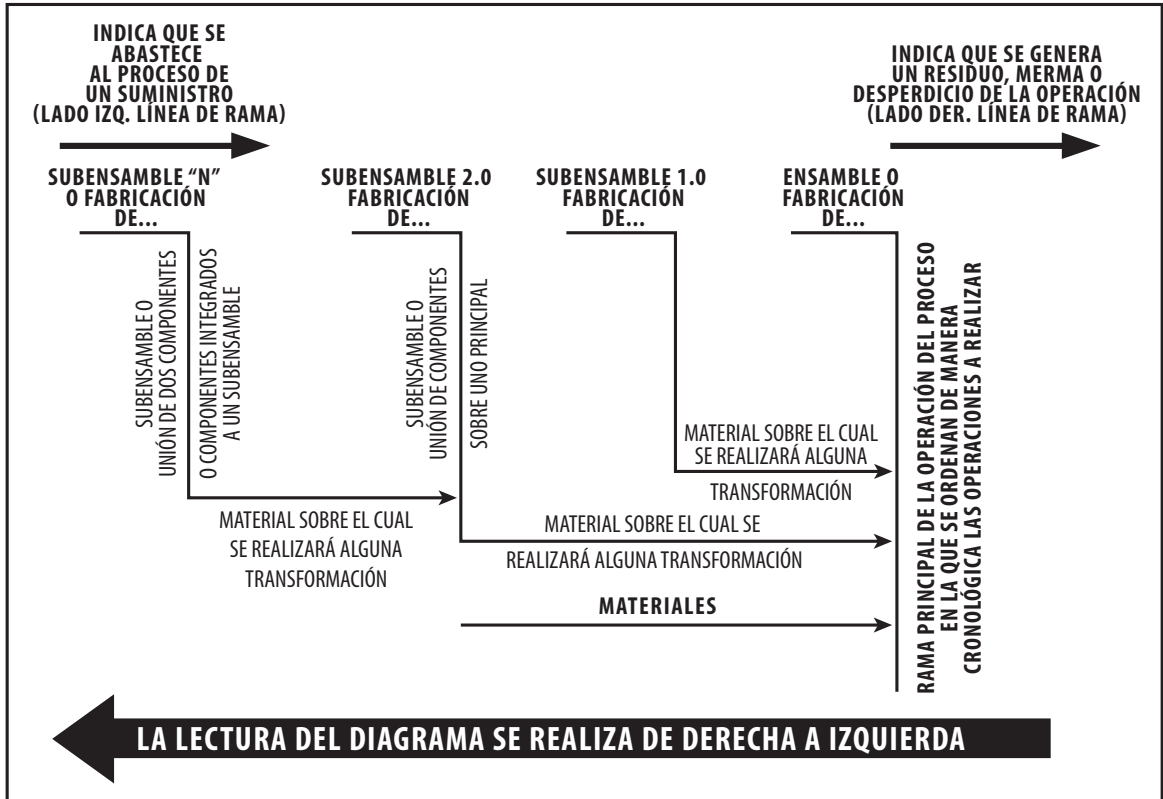 INDICA QUE SE
ABASTECE
AL PROCESO DE
UN SUMINISTRO
(LADO IZQ. LÍNEA DE RAMA)
INDICA QUE SE GENERA
UN RESIDUO, MERMA O
DESPERDICIO DE LA OPERACIÓN
(LADO DER. LÍNEA DE RAMA)
SUBENSAMBLE “N”
O FABRICACIÓN
DE...
SUBENSAMBLE 2.0
FABRICACIÓN
DE...
SUBENSAMBLE 1.0
FABRICACIÓN
DE...
ENSAMBLE O
FABRICACIÓN
DE...
SUBENSAMBLE O
UNIÓN DE DOS COMPONENTES
O COMPONENTES INTEGRADOS
A UN SUBENSAMBLE
SUBENSAMBLE O
UNIÓN DE COMPONENTES
SOBRE UNO PRINCIPAL
MATERIAL SOBRE EL CUAL
SE REALIZARÁ ALGUNA
TRANSFORMACIÓN
MATERIAL SOBRE EL CUAL
SE REALIZARÁ ALGUNA
TRANSFORMACIÓN
MATERIAL SOBRE EL CUAL SE
REALIZARÁ ALGUNA TRANSFORMACIÓN
MATERIALES
RAMA PRINCIPAL DE LA OPERACIÓN DEL PROCESO
EN LA QUE SE ORDENAN DE MANERA
CRONOLÓGICA LAS OPERACIONES A REALIZAR
LA LECTURA DEL DIAGRAMA SE REALIZA DE DERECHA A IZQUIERDA